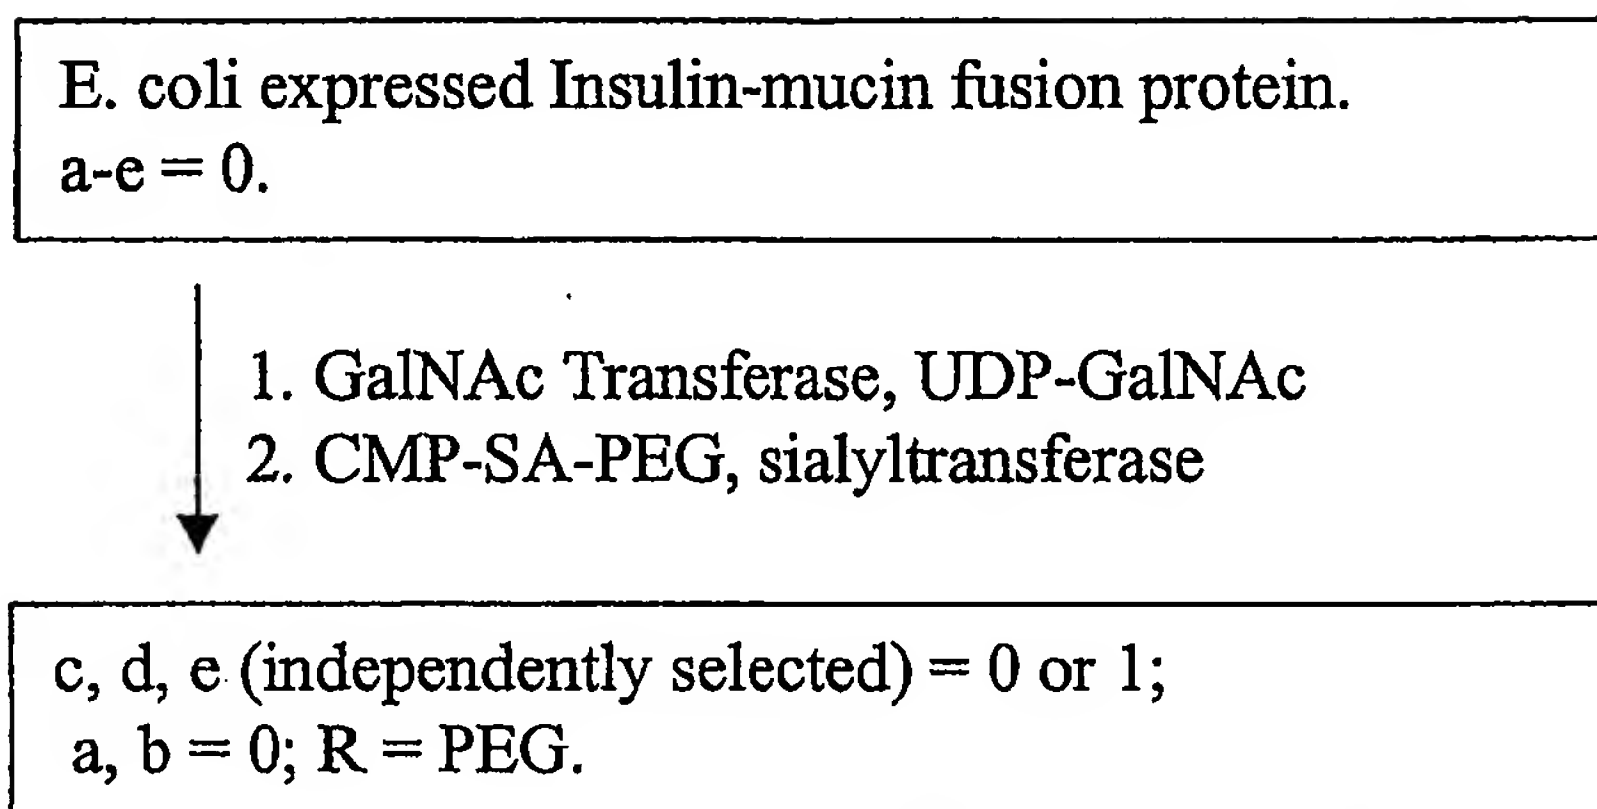 E. coli expressed Insulin-mucin fusion protein.
a-e = 0.
1. GalNAc Transferase, UDP-GalNAc
2. CMP-SA-PEG, sialyltransferase
c, d, e (independently selected) = 0 or 1;
a, b = 0; R = PEG.